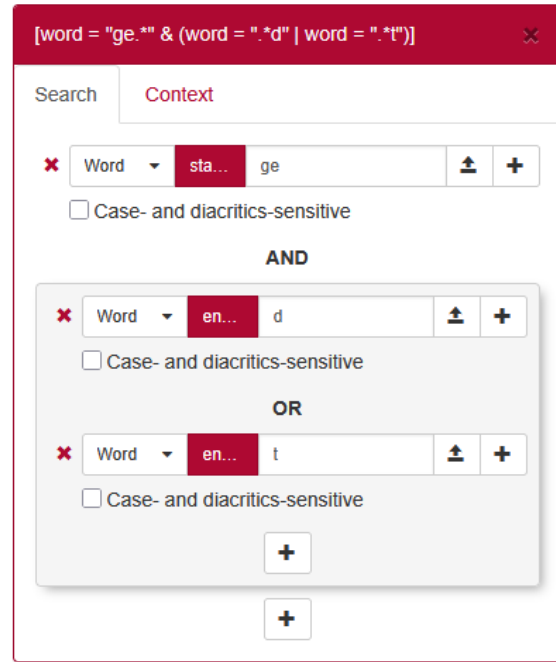 [word = "ge.*" & (word = ".*d" | word = ".*t")]
Search Context
Word sta... ge
Case- and diacritics-sensitive
AND
Word en... d
Case- and diacritics-sensitive
OR
Word en... t
Case- and diacritics-sensitive